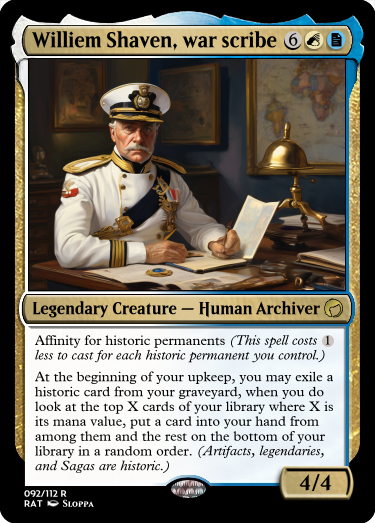 Williem Shaven, war scribe 6
Legendary Creature — Human Archiver
Affinity for historic permanents (This spell costs 1
less to cast for each historic permanent you control.)
At the beginning of your upkeep, you may exile a
historic card from your graveyard, when you do
look at the top X cards of your library where X is
its mana value, put a card into your hand from
among them and the rest on the bottom of your
library in a random order. (Artifacts, legendaries,
and Sagas are historic.)
4/4
092/112 R
RAT Sloppa